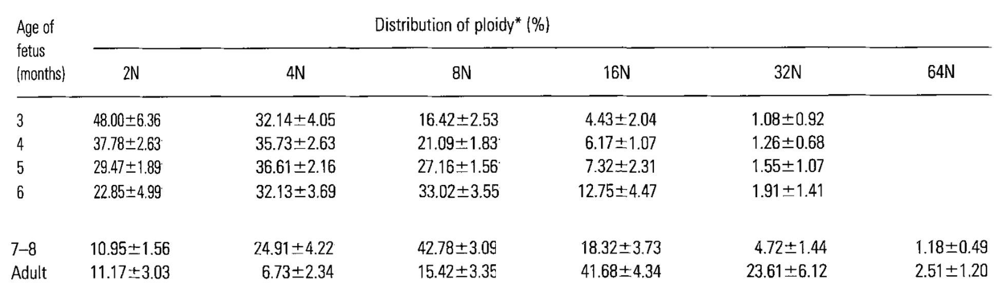 Age of fetus (months) Distribution of ploidy* (%)
2N 4N 8N 16N 32N 64N
3 48.00±6.36 32.14±4.05 16.42±2.53 4.43±2.04 1.08±0.92
4 37.78±2.63 35.73±2.63 21.09±1.83 6.17±1.07 1.26±0.68
5 29.47±1.89 36.61±2.16 27.16±1.56 7.32±2.31 1.55±1.07
6 22.85±4.99 32.13±3.69 33.02±3.55 12.75±4.47 1.91±1.41
7–8 10.95±1.56 24.91±4.22 42.78±3.09 18.32±3.73 4.72±1.44 1.18±0.49
Adult 11.17±3.03 6.73±2.34 15.42±3.35 41.68±4.34 23.61±6.12 2.51±1.20